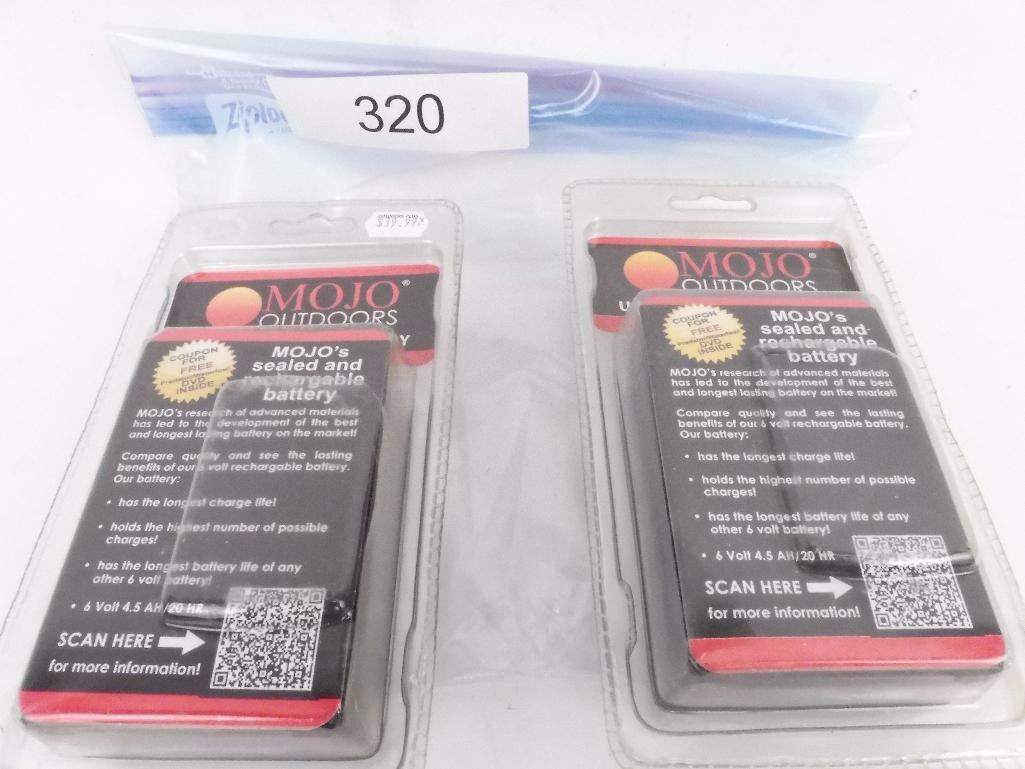 Ziploc
320
$39.99
MOJO®
OUTDOORS
Y
COUPON
FOR
FREE
Predator/Waterfowl
DVD
INSIDE
MOJO's
sealed and
rechargable
battery
MOJO's research of advanced materials
has led to the development of the best
and longest lasting battery on the market!
Compare quality and see the lasting
benefits of our 6 volt rechargable battery.
Our battery:
• has the longest charge life!
• holds the highest number of possible
charges!
• has the longest battery life of any
other 6 volt battery!
• 6 Volt 4.5 AH/20 HR
SCAN HERE
for more information!
MOJO®
OUTDOORS
U
COUPON
FOR
FREE
Predator/Waterfowl
DVD
INSIDE
MOJO's
sealed and
rechargable
battery
MOJO's research of advanced materials
has led to the development of the best
and longest lasting battery on the market!
Compare quality and see the lasting
benefits of our 6 volt rechargable battery.
Our battery:
• has the longest charge life!
• holds the highest number of possible
charges!
• has the longest battery life of any
other 6 volt battery!
• 6 Volt 4.5 AH/20 HR
SCAN HERE
for more information!